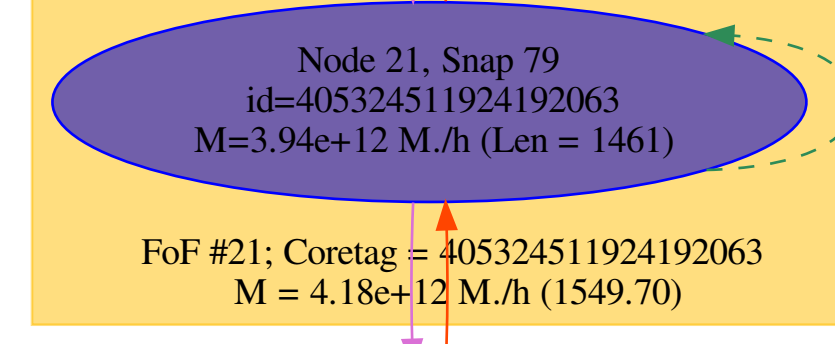 Node 21, Snap 79
id=405324511924192063
M=3.94e+12 M./h (Len = 1461)
FoF #21; Coretag = 405324511924192063
M = 4.18e+12 M./h (1549.70)